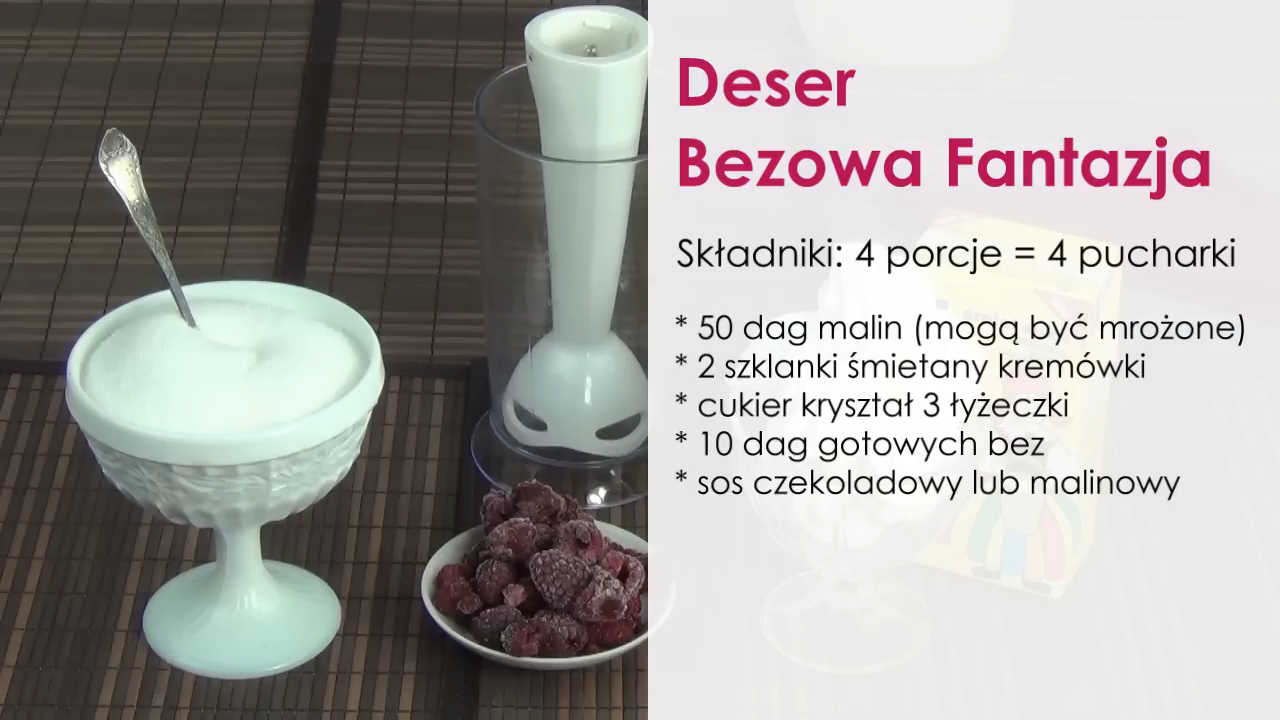 Deser
Bezowa Fantazja
Składniki: 4 porcje = 4 pucharki
* 50 dag malin (mogą być mrożone)
* 2 szklanki śmietany kremówki
* cukier kryształ 3 łyżeczki
* 10 dag gotowych bez
* sos czekoladowy lub malinowy